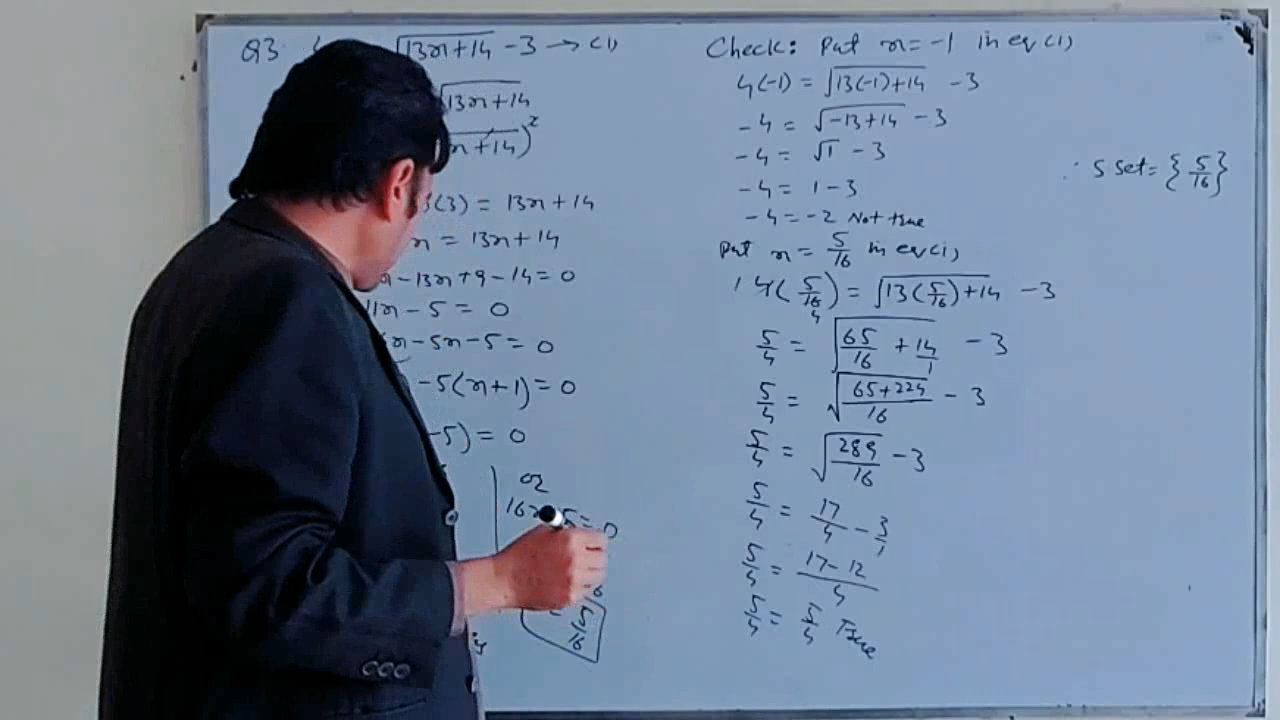 Q3. √13x+14 -3 → (1)
√13x+14
x+14)²
(3) = 13x+14
x = 13x+14
x-13x+9-14=0
11x-5=0
x-5x-5=0
-5(x+1)=0
-5)=0
or
16x-5=0
5/16
Check: Put x=-1 in eq(1)
4(-1) = √13(-1)+14 -3
-4 = √-13+14 -3
-4 = √1 -3
-4 = 1-3
-4=-2 Not true
Put x = 5/16 in eq(1)
4(5/16) = √13(5/16)+14 -3
5/4 = √65/16 + 14/1 -3
5/4 = √65+224/16 -3
5/4 = √289/16 -3
5/4 = 17/4 - 3/1
5/4 = 17-12/4
5/4 = 5/4 True
∴ S Set = {5/16}